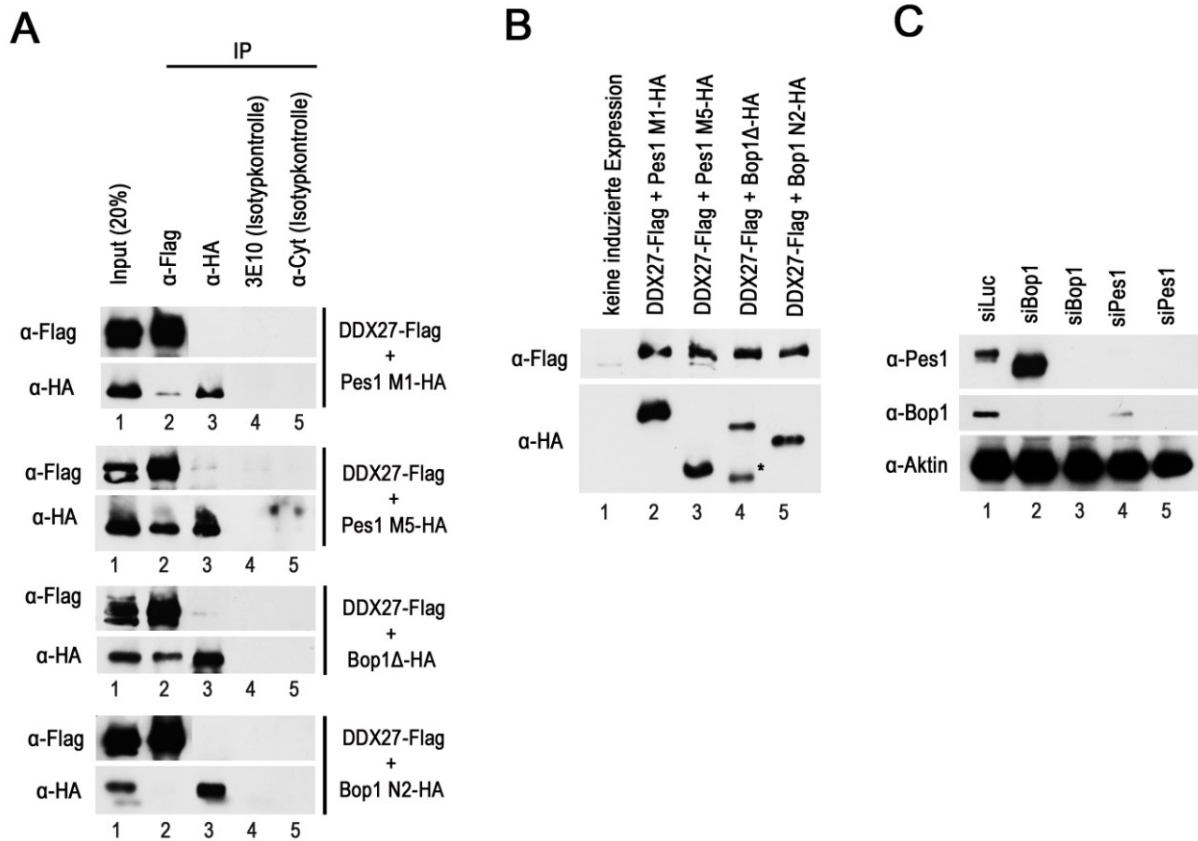 A
IP
Input (20%)
α-Flag
α-HA
3E10 (Isotypkontrolle)
α-Cyt (Isotypkontrolle)
α-Flag
α-HA
DDX27-Flag
+
Pes1 M1-HA
1 2 3 4 5
α-Flag
α-HA
DDX27-Flag
+
Pes1 M5-HA
1 2 3 4 5
α-Flag
α-HA
DDX27-Flag
+
Bop1Δ-HA
1 2 3 4 5
α-Flag
α-HA
DDX27-Flag
+
Bop1 N2-HA
1 2 3 4 5
B
keine induzierte Expression
DDX27-Flag + Pes1 M1-HA
DDX27-Flag + Pes1 M5-HA
DDX27-Flag + Bop1Δ-HA
DDX27-Flag + Bop1 N2-HA
α-Flag
α-HA
*
1 2 3 4 5
C
siLuc
siBop1
siBop1
siPes1
siPes1
α-Pes1
α-Bop1
α-Aktin
1 2 3 4 5